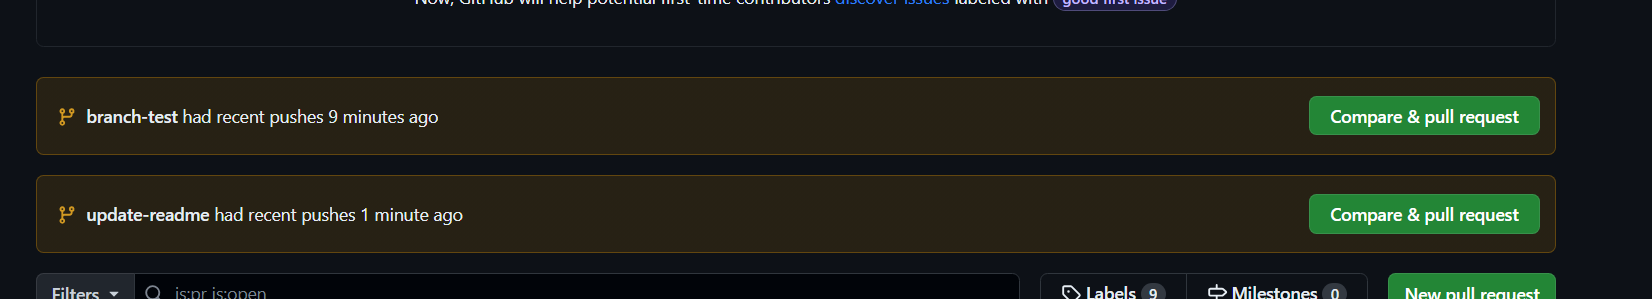 Now, GitHub will help potential first-time contributors discover issues labeled with good first issue
branch-test had recent pushes 9 minutes ago
Compare & pull request
update-readme had recent pushes 1 minute ago
Compare & pull request
Filters
is:pr is:open
Labels 9
Milestones 0
New pull request